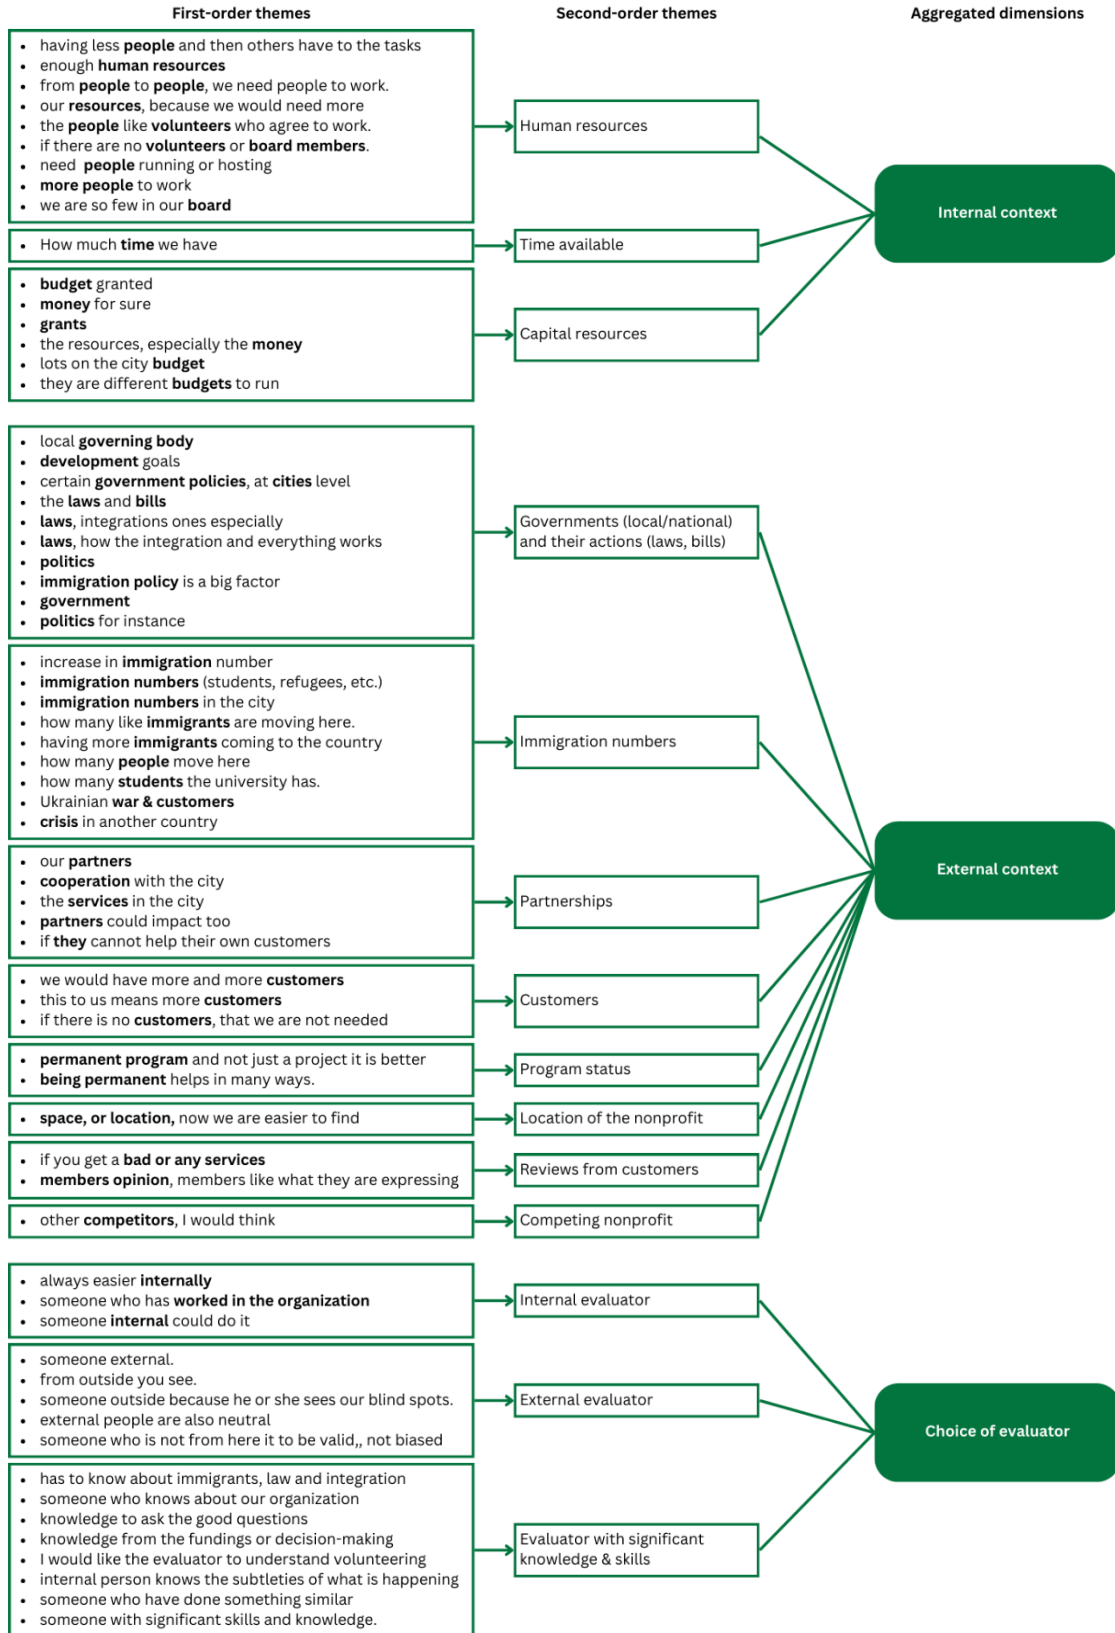 First-order themes
Second-order themes
Aggregated dimensions
• having less people and then others have to the tasks
• enough human resources
• from people to people, we need people to work.
• our resources, because we would need more
• the people like volunteers who agree to work.
• if there are no volunteers or board members.
• need people running or hosting
• more people to work
• we are so few in our board
Human resources
• How much time we have
Time available
• budget granted
• money for sure
• grants
• the resources, especially the money
• lots on the city budget
• they are different budgets to run
Capital resources
Internal context
• local governing body
• development goals
• certain government policies, at cities level
• the laws and bills
• laws, integrations ones especially
• laws, how the integration and everything works
• politics
• immigration policy is a big factor
• government
• politics for instance
Governments (local/national)
and their actions (laws, bills)
• increase in immigration number
• immigration numbers (students, refugees, etc.)
• immigration numbers in the city
• how many like immigrants are moving here.
• having more immigrants coming to the country
• how many people move here
• how many students the university has.
• Ukrainian war & customers
• crisis in another country
Immigration numbers
• our partners
• cooperation with the city
• the services in the city
• partners could impact too
• if they cannot help their own customers
Partnerships
• we would have more and more customers
• this to us means more customers
• if there is no customers, that we are not needed
Customers
• permanent program and not just a project it is better
• being permanent helps in many ways.
Program status
• space, or location, now we are easier to find
Location of the nonprofit
• if you get a bad or any services
• members opinion, members like what they are expressing
Reviews from customers
• other competitors, I would think
Competing nonprofit
External context
• always easier internally
• someone who has worked in the organization
• someone internal could do it
Internal evaluator
• someone external.
• from outside you see.
• someone outside because he or she sees our blind spots.
• external people are also neutral
• someone who is not from here it to be valid,, not biased
External evaluator
• has to know about immigrants, law and integration
• someone who knows about our organization
• knowledge to ask the good questions
• knowledge from the fundings or decision-making
• I would like the evaluator to understand volunteering
• internal person knows the subtleties of what is happening
• someone who have done something similar
• someone with significant skills and knowledge.
Evaluator with significant
knowledge & skills
Choice of evaluator